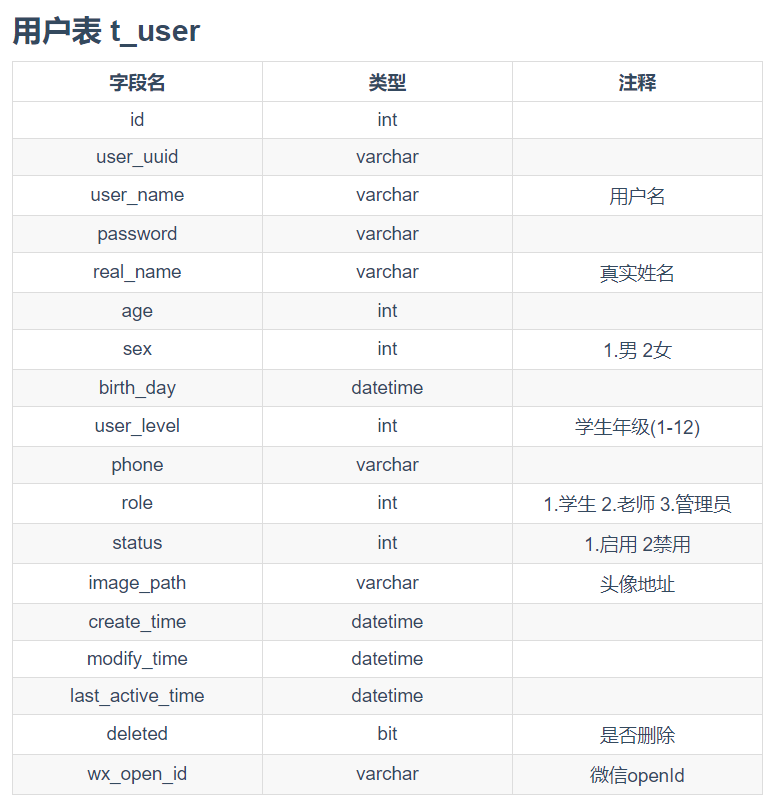 用户表 t_user
字段名 类型 注释
id int
user_uuid varchar
user_name varchar 用户名
password varchar
real_name varchar 真实姓名
age int
sex int 1.男 2女
birth_day datetime
user_level int 学生年级(1-12)
phone varchar
role int 1.学生 2.老师 3.管理员
status int 1.启用 2禁用
image_path varchar 头像地址
create_time datetime
modify_time datetime
last_active_time datetime
deleted bit 是否删除
wx_open_id varchar 微信openId